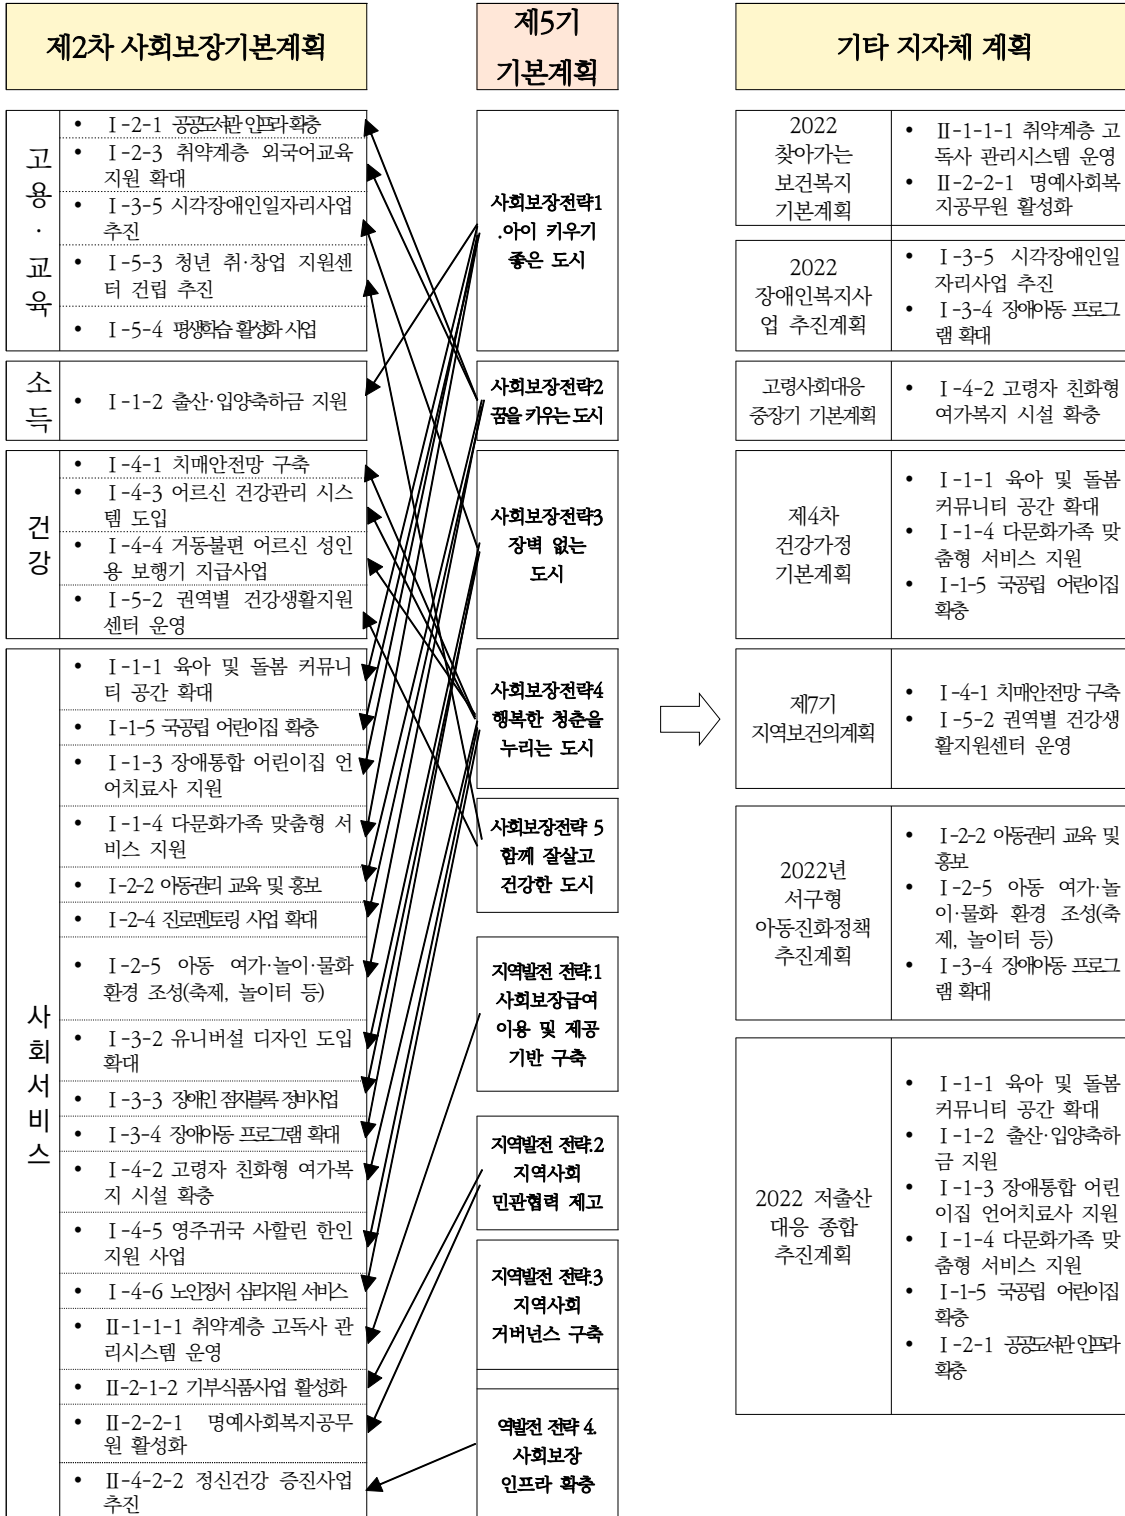 제2차 사회보장기본계획
고용·교육
• Ⅰ-2-1 공공도서관 인프라 확충
• Ⅰ-2-3 취약계층 외국어교육
지원 확대
• Ⅰ-3-5 시각장애인일자리사업
추진
• Ⅰ-5-3 청년 취·창업 지원센
터 건립 추진
• Ⅰ-5-4 평생학습 활성화 사업
소득
• Ⅰ-1-2 출산·입양축하금 지원
건강
• Ⅰ-4-1 치매안전망 구축
• Ⅰ-4-3 어르신 건강관리 시스
템 도입
• Ⅰ-4-4 거동불편 어르신 성인
용 보행기 지급사업
• Ⅰ-5-2 권역별 건강생활지원
센터 운영
사회서비스
• Ⅰ-1-1 육아 및 돌봄 커뮤니
티 공간 확대
• Ⅰ-1-5 국공립 어린이집 확충
• Ⅰ-1-3 장애통합 어린이집 언
어치료사 지원
• Ⅰ-1-4 다문화가족 맞춤형 서
비스 지원
• Ⅰ-2-2 아동권리 교육 및 홍보
• Ⅰ-2-4 진로멘토링 사업 확대
• Ⅰ-2-5 아동 여가·놀이·물화
환경 조성(축제, 놀이터 등)
• Ⅰ-3-2 유니버설 디자인 도입
확대
• Ⅰ-3-3 장애인 점자블록 정비사업
• Ⅰ-3-4 장애아동 프로그램 확대
• Ⅰ-4-2 고령자 친화형 여가복
지 시설 확충
• Ⅰ-4-5 영주귀국 사할린 한인
지원 사업
• Ⅰ-4-6 노인정서 심리지원 서비스
• Ⅱ-1-1-1 취약계층 고독사 관
리시스템 운영
• Ⅱ-2-1-2 기부식품사업 활성화
• Ⅱ-2-2-1 명예사회복지공무
원 활성화
• Ⅱ-4-2-2 정신건강 증진사업
추진
제5기
기본계획
사회보장전략1
.아이 키우기
좋은 도시
사회보장전략2
꿈을 키우는 도시
사회보장전략3
장벽 없는
도시
사회보장전략4
행복한 청춘을
누리는 도시
사회보장전략 5
함께 잘살고
건강한 도시
지역발전 전략.1
사회보장급여
이용 및 제공
기반 구축
지역발전 전략.2
지역사회
민관협력 제고
지역발전 전략.3
지역사회
거버넌스 구축
역발전 전략 4.
사회보장
인프라 확충
기타 지자체 계획
2022
찾아가는
보건복지
기본계획
• Ⅱ-1-1-1 취약계층 고
독사 관리시스템 운영
• Ⅱ-2-2-1 명예사회복
지공무원 활성화
2022
장애인복지사
업 추진계획
• Ⅰ-3-5 시각장애인일
자리사업 추진
• Ⅰ-3-4 장애아동 프로그
램 확대
고령사회대응
중장기 기본계획
• Ⅰ-4-2 고령자 친화형
여가복지 시설 확충
제4차
건강가정
기본계획
• Ⅰ-1-1 육아 및 돌봄
커뮤니티 공간 확대
• Ⅰ-1-4 다문화가족 맞
춤형 서비스 지원
• Ⅰ-1-5 국공립 어린이집
확충
제7기
지역보건의계획
• Ⅰ-4-1 치매안전망 구축
• Ⅰ-5-2 권역별 건강생
활지원센터 운영
2022년
서구형
아동진화정책
추진계획
• Ⅰ-2-2 아동권리 교육 및
홍보
• Ⅰ-2-5 아동 여가·놀
이·물화 환경 조성(축
제, 놀이터 등)
• Ⅰ-3-4 장애아동 프로그
램 확대
2022 저출산
대응 종합
추진계획
• Ⅰ-1-1 육아 및 돌봄
커뮤니티 공간 확대
• Ⅰ-1-2 출산·입양축하
금 지원
• Ⅰ-1-3 장애통합 어린
이집 언어치료사 지원
• Ⅰ-1-4 다문화가족 맞
춤형 서비스 지원
• Ⅰ-1-5 국공립 어린이집
확충
• Ⅰ-2-1 공공도서관 인프라
확충